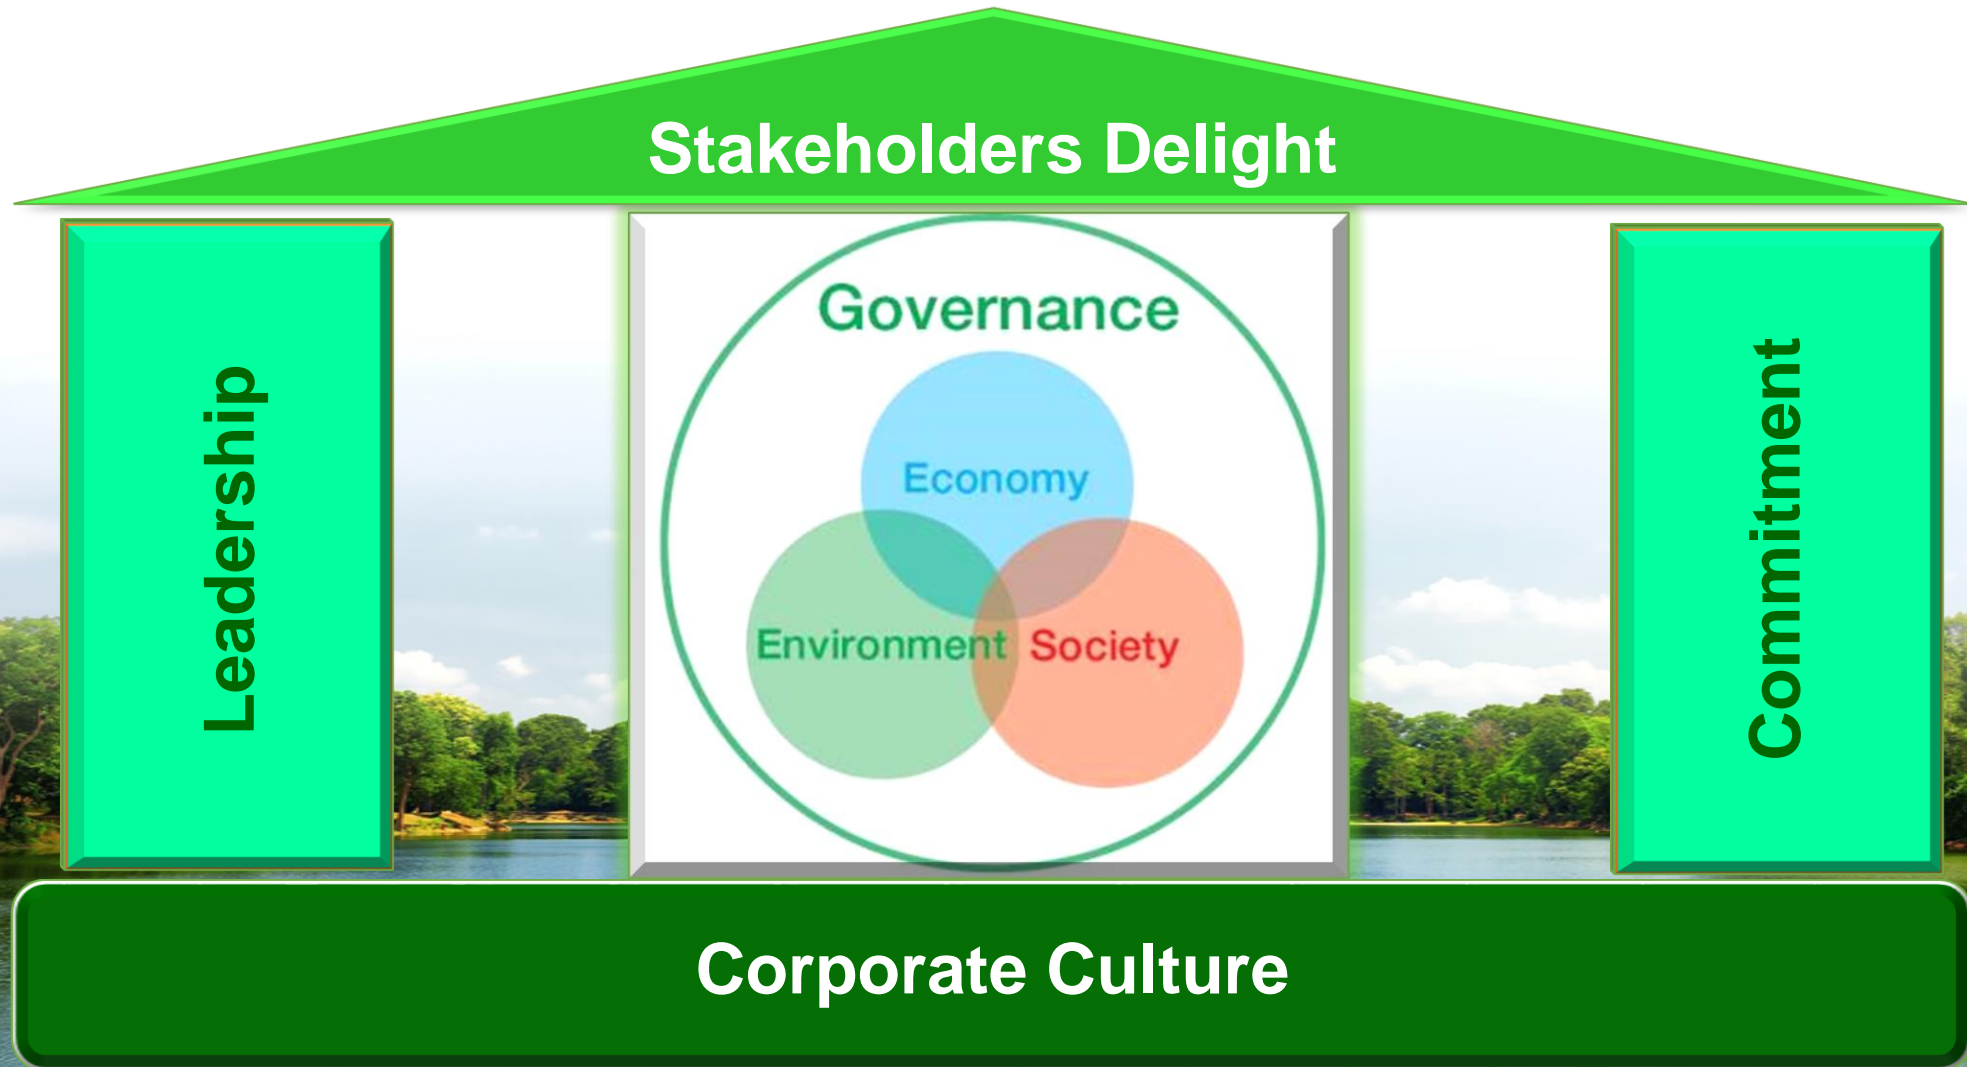 Stakeholders Delight
Leadership
Governance
Economy
Environment
Society
Commitment
Corporate Culture